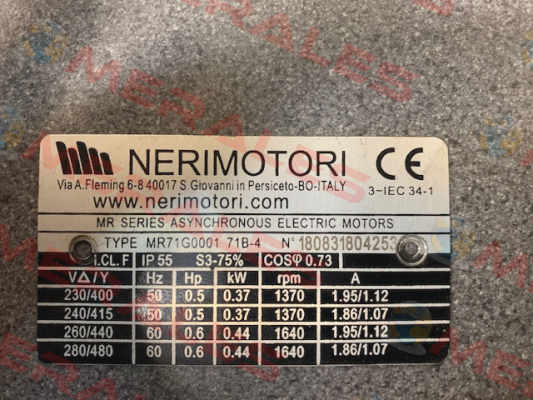 NERIMOTORI CE
Via A.Fleming 6-8 40017 S.Giovanni in Persiceto-BO-ITALY
3~IEC 34-1
www.nerimotori.com
MR SERIES ASYNCHRONOUS ELECTRIC MOTORS
TYPE MR71G0001 71B-4 N° 180831804253
I.CL. F IP 55 S3-75% COSφ 0.73
V∆/Y Hz Hp kW rpm A
230/400 50 0.5 0.37 1370 1.95/1.12
240/415 50 0.5 0.37 1370 1.86/1.07
260/440 60 0.6 0.44 1640 1.95/1.12
280/480 60 0.6 0.44 1640 1.86/1.07
MERALES